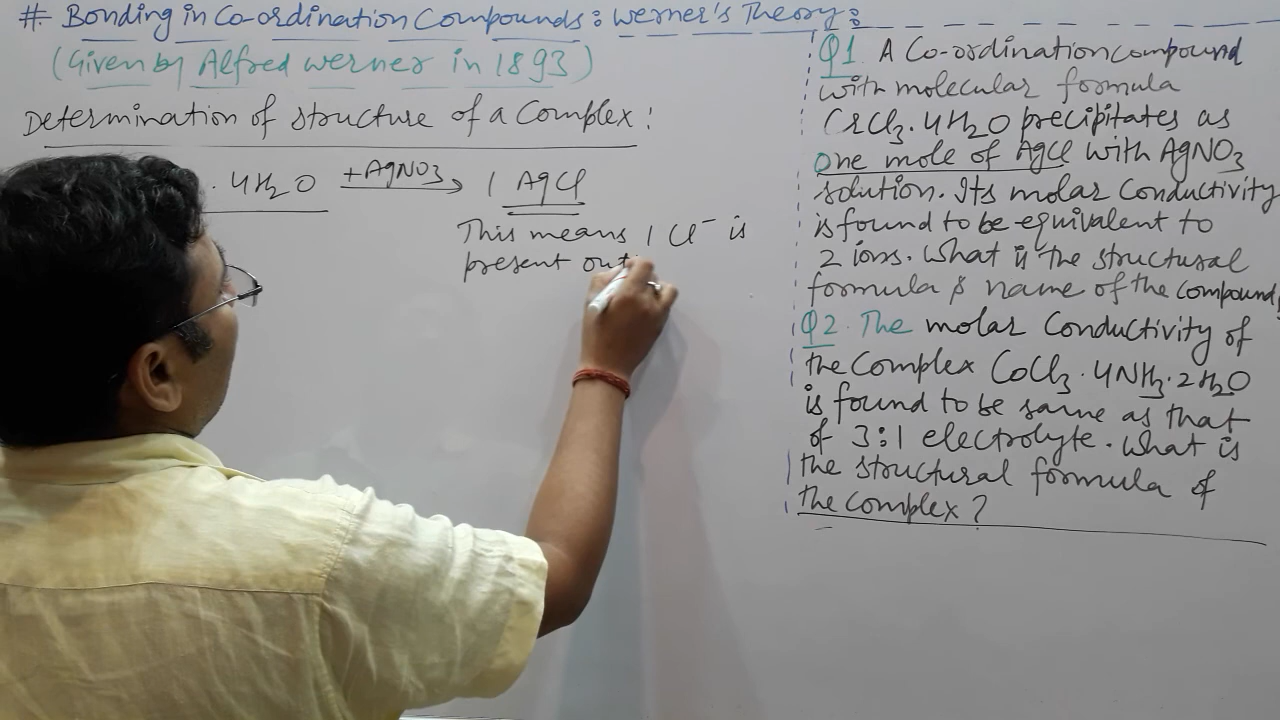 # Bonding in Co-ordination Compounds: Werner's Theory:
(Given by Alfred Werner in 1893)
Determination of structure of a Complex:
. 4H₂O +AgNO₃ → 1 AgCl
This means 1 Cl⁻ is
present out
Q1 A Co-ordination compound
with molecular formula
CrCl₃. 4H₂O precipitates as
one mole of AgCl with AgNO₃
solution. Its molar Conductivity
is found to be equivalent to
2 ions. What is the structural
formula & name of the compound,
Q2. The molar Conductivity of
the Complex CoCl₃. 4NH₃. 2H₂O
is found to be same as that
of 3:1 electrolyte. What is
the structural formula of
the complex?